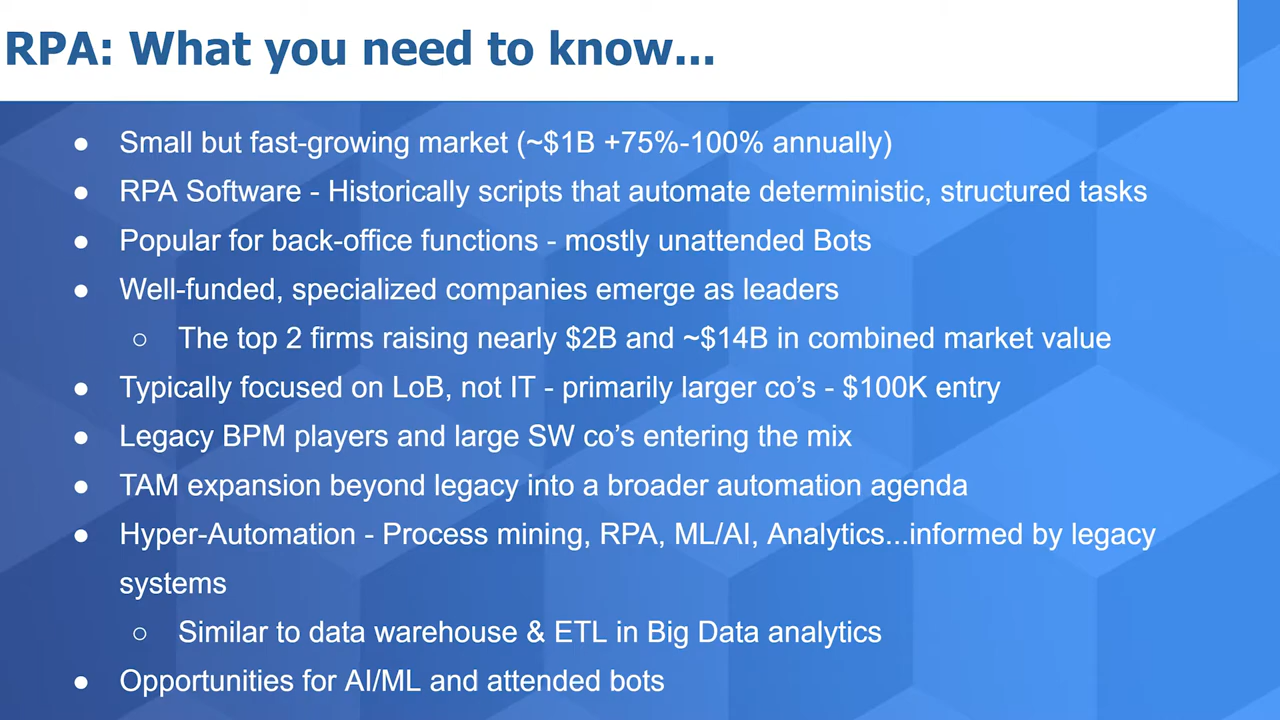 RPA: What you need to know...
● Small but fast-growing market (~$1B +75%-100% annually)
● RPA Software - Historically scripts that automate deterministic, structured tasks
● Popular for back-office functions - mostly unattended Bots
● Well-funded, specialized companies emerge as leaders
○ The top 2 firms raising nearly $2B and ~$14B in combined market value
● Typically focused on LoB, not IT - primarily larger co’s - $100K entry
● Legacy BPM players and large SW co’s entering the mix
● TAM expansion beyond legacy into a broader automation agenda
● Hyper-Automation - Process mining, RPA, ML/AI, Analytics...informed by legacy
systems
○ Similar to data warehouse & ETL in Big Data analytics
● Opportunities for AI/ML and attended bots